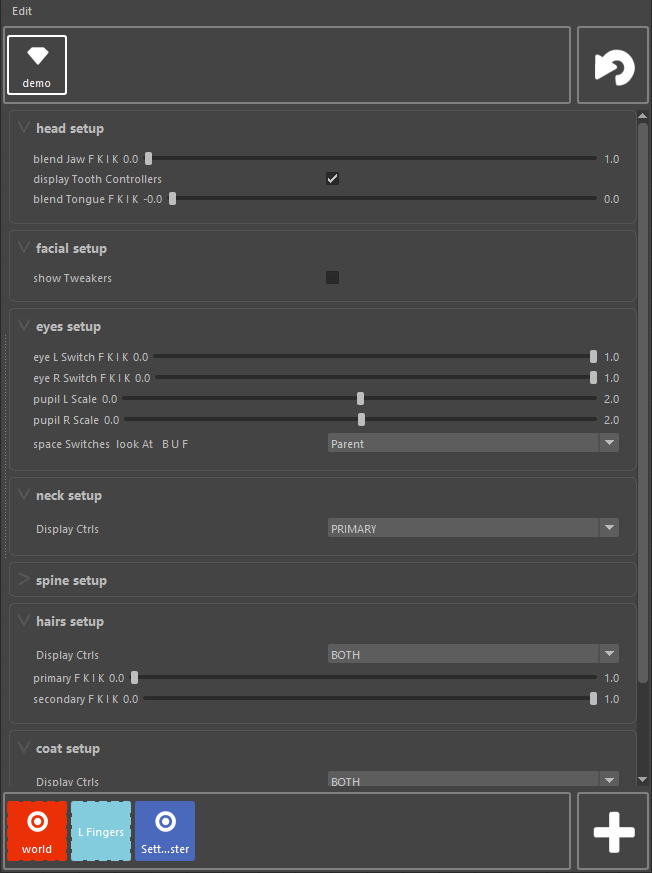 Edit
demo
head setup
blend Jaw F K I K 0.0 1.0
display Tooth Controllers
blend Tongue F K I K -0.0 0.0
facial setup
show Tweakers
eyes setup
eye L Switch F K I K 0.0 1.0
eye R Switch F K I K 0.0 1.0
pupil L Scale 0.0 2.0
pupil R Scale 0.0 2.0
space Switches look At B U F Parent
neck setup
Display Ctrls PRIMARY
spine setup
hairs setup
Display Ctrls BOTH
primary F K I K 0.0 1.0
secondary F K I K 0.0 1.0
coat setup
Display Ctrls BOTH
world L Fingers Sett...ster